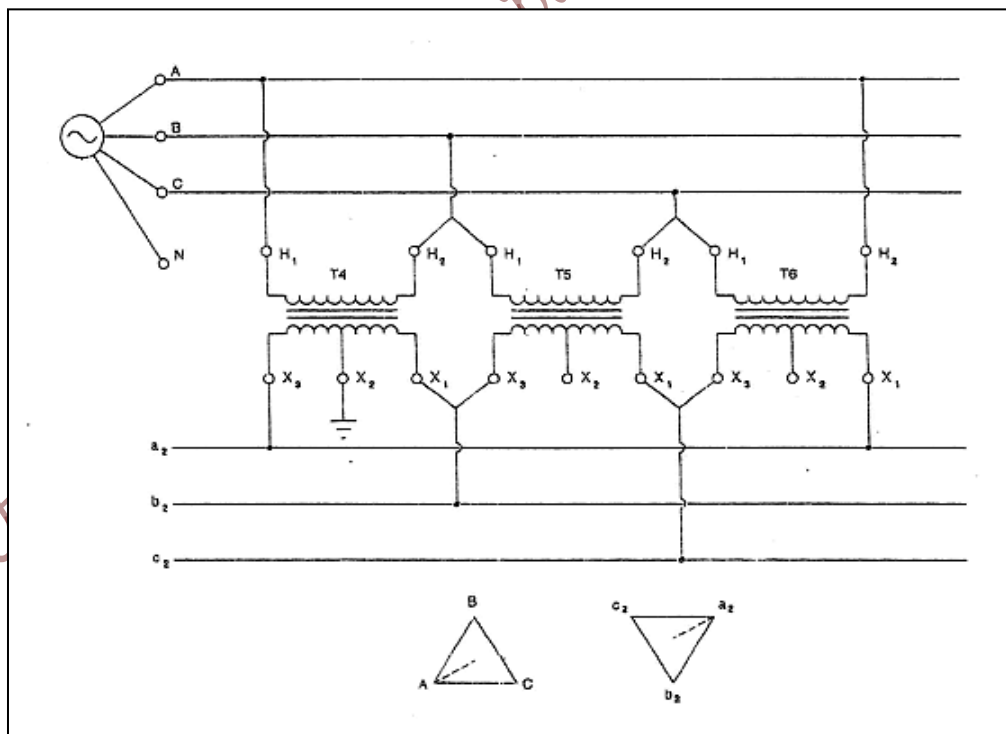 A
B
C
N
H₁ T4 H₂ H₁ T5 H₂ H₁ T6 H₂
X₃ X₂ X₁ X₃ X₂ X₁ X₃ X₂ X₁
a₂
b₂
c₂
B c₂ a₂
A C
b₂